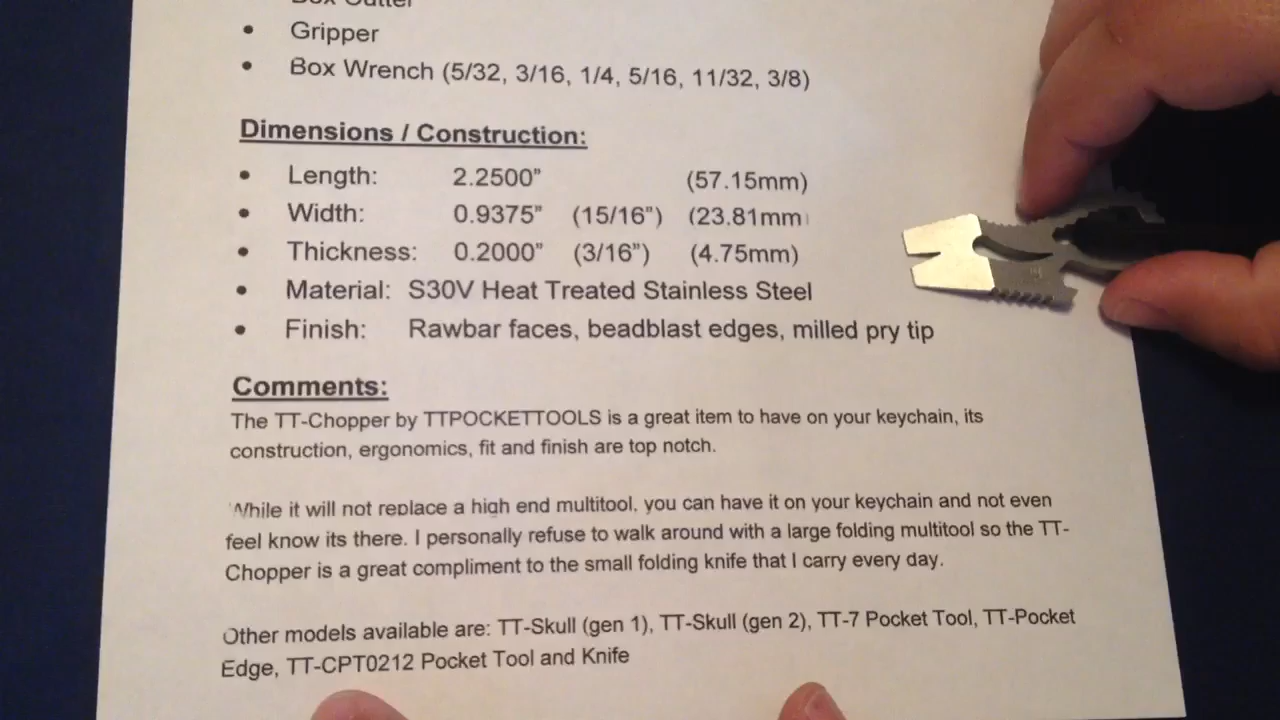 Box Cutter
• Gripper
• Box Wrench (5/32, 3/16, 1/4, 5/16, 11/32, 3/8)
Dimensions / Construction:
• Length: 2.2500” (57.15mm)
• Width: 0.9375” (15/16”) (23.81mm
• Thickness: 0.2000” (3/16”) (4.75mm)
• Material: S30V Heat Treated Stainless Steel
• Finish: Rawbar faces, beadblast edges, milled pry tip
Comments:
The TT-Chopper by TTPOCKETTOOLS is a great item to have on your keychain, its
construction, ergonomics, fit and finish are top notch.
While it will not replace a high end multitool, you can have it on your keychain and not even
feel know its there. I personally refuse to walk around with a large folding multitool so the TT-
Chopper is a great compliment to the small folding knife that I carry every day.
Other models available are: TT-Skull (gen 1), TT-Skull (gen 2), TT-7 Pocket Tool, TT-Pocket
Edge, TT-CPT0212 Pocket Tool and Knife